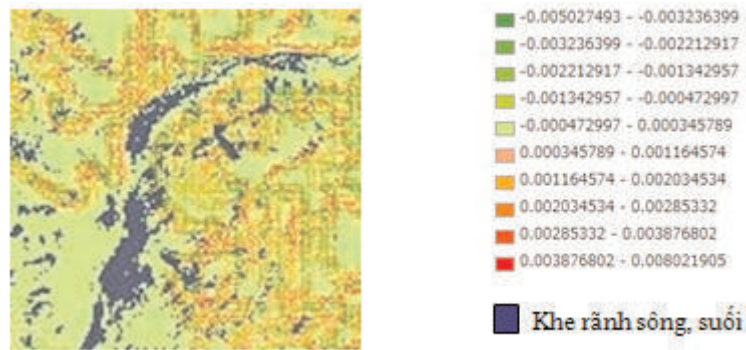 -0.005027493 - -0.003236399
-0.003236399 - -0.002212917
-0.002212917 - -0.001342957
-0.001342957 - -0.000472997
-0.000472997 - 0.000345789
0.000345789 - 0.001164574
0.001164574 - 0.002034534
0.002034534 - 0.00285332
0.00285332 - 0.003876802
0.003876802 - 0.008021905
Khe rãnh sông, suối